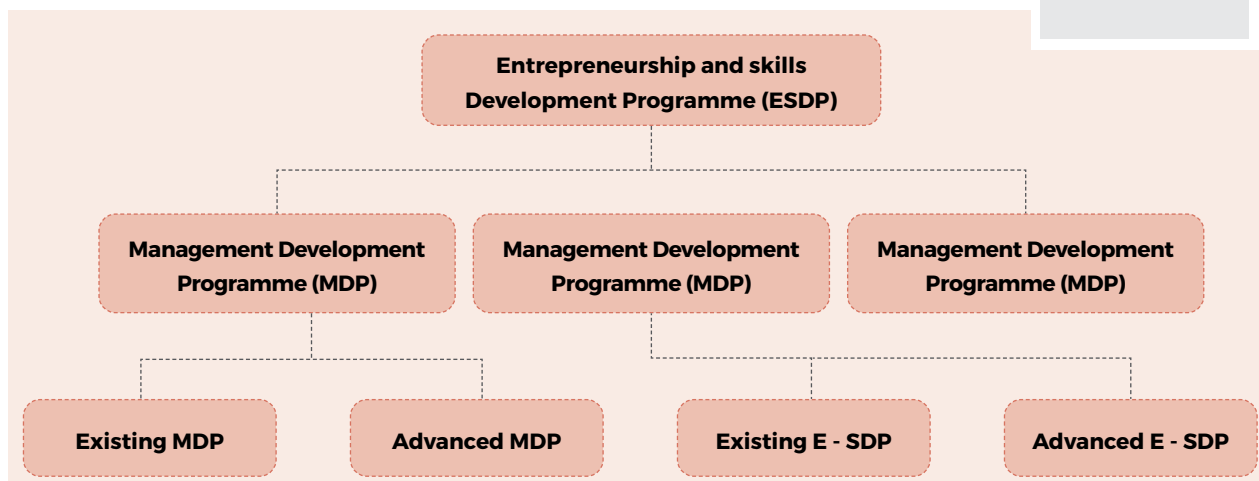 Entrepreneurship and skills
Development Programme (ESDP)
Management Development
Programme (MDP)
Management Development
Programme (MDP)
Management Development
Programme (MDP)
Existing MDP
Advanced MDP
Existing E - SDP
Advanced E - SDP